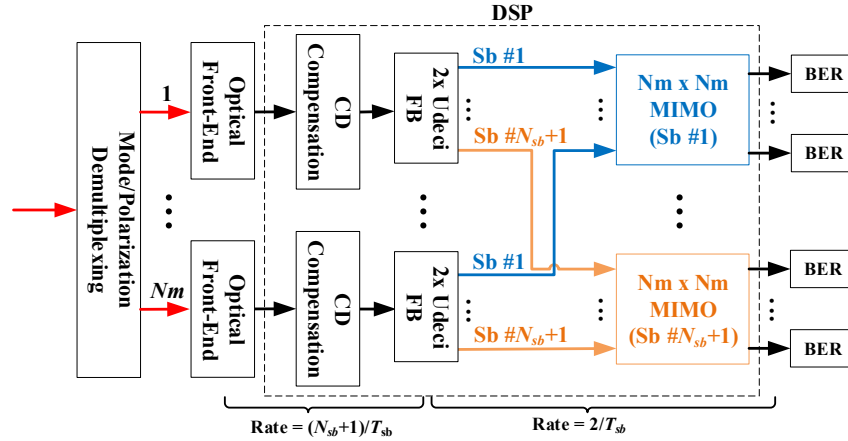 DSP
Mode/Polarization
Demultiplexing
1
Nm
Optical
Front-End
CD
Compensation
2x Udeci
FB
Sb #1
Sb #Nsb+1
Nm x Nm
MIMO
(Sb #1)
BER
BER
Optical
Front-End
CD
Compensation
2x Udeci
FB
Sb #1
Sb #Nsb+1
Nm x Nm
MIMO
(Sb #Nsb+1)
BER
BER
Rate = (Nsb+1)/Tsb
Rate = 2/Tsb